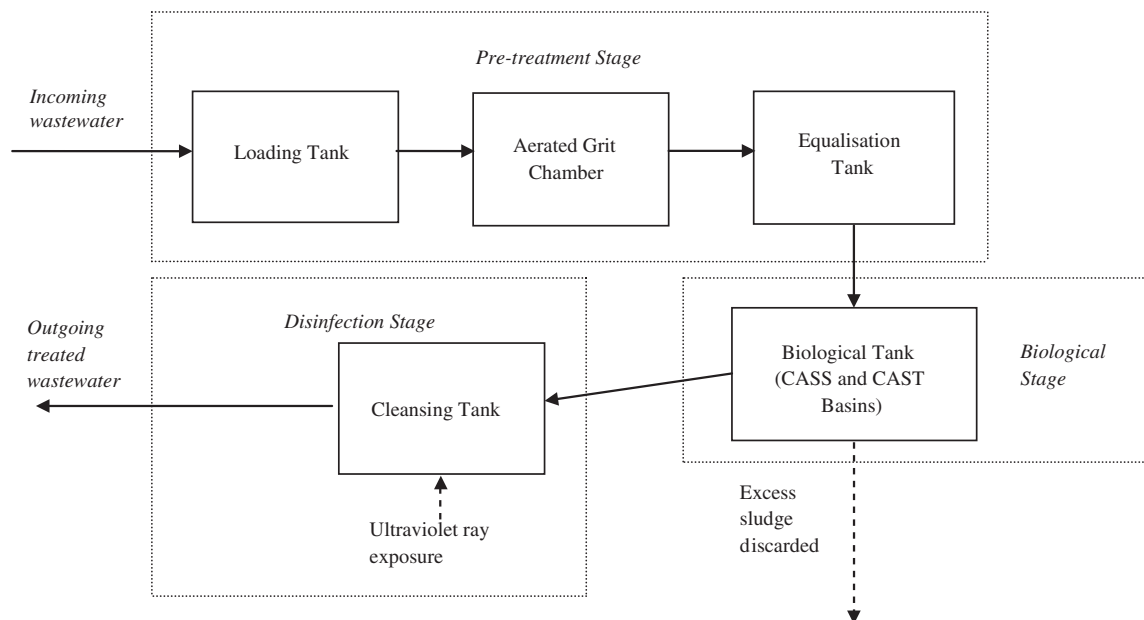 Pre-treatment Stage
Incoming
wastewater
Loading Tank
Aerated Grit
Chamber
Equalisation
Tank
Outgoing
treated
wastewater
Disinfection Stage
Cleansing Tank
Ultraviolet ray
exposure
Biological Tank
(CASS and CAST
Basins)
Biological
Stage
Excess
sludge
discarded